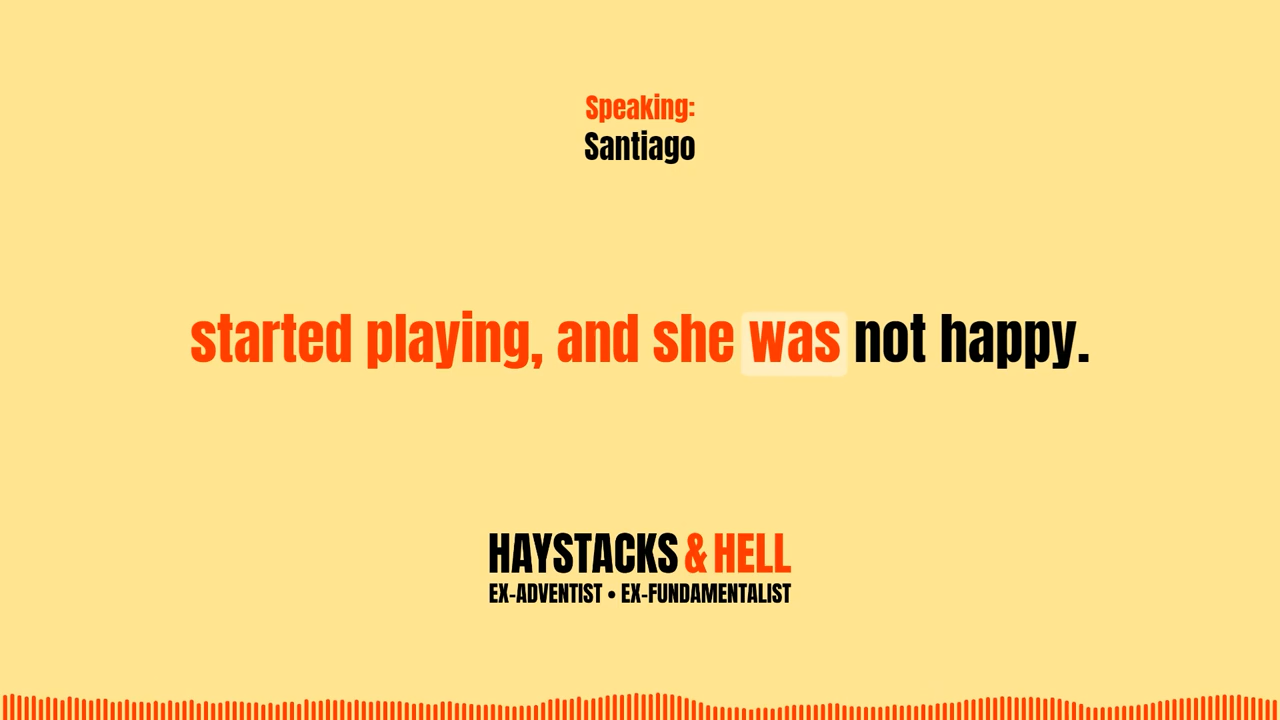 Speaking:
Santiago
started playing, and she was not happy.
HAYSTACKS & HELL
EX-ADVENTIST • EX-FUNDAMENTALIST